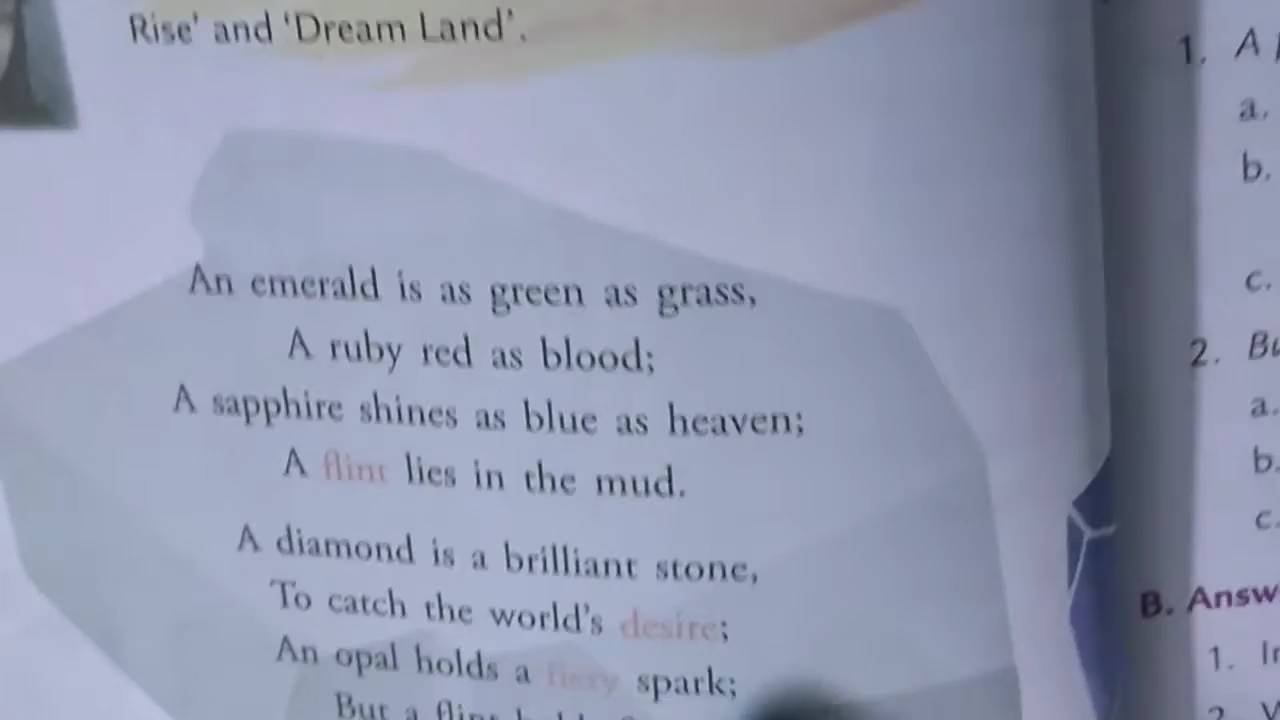 Rise' and 'Dream Land'.
An emerald is as green as grass,
A ruby red as blood;
A sapphire shines as blue as heaven;
A flint lies in the mud.
A diamond is a brilliant stone,
To catch the world's desire;
An opal holds a fiery spark;
But a flint
1. A
a.
b.
c.
2.
a.
b.
c.
B.
1.
2.